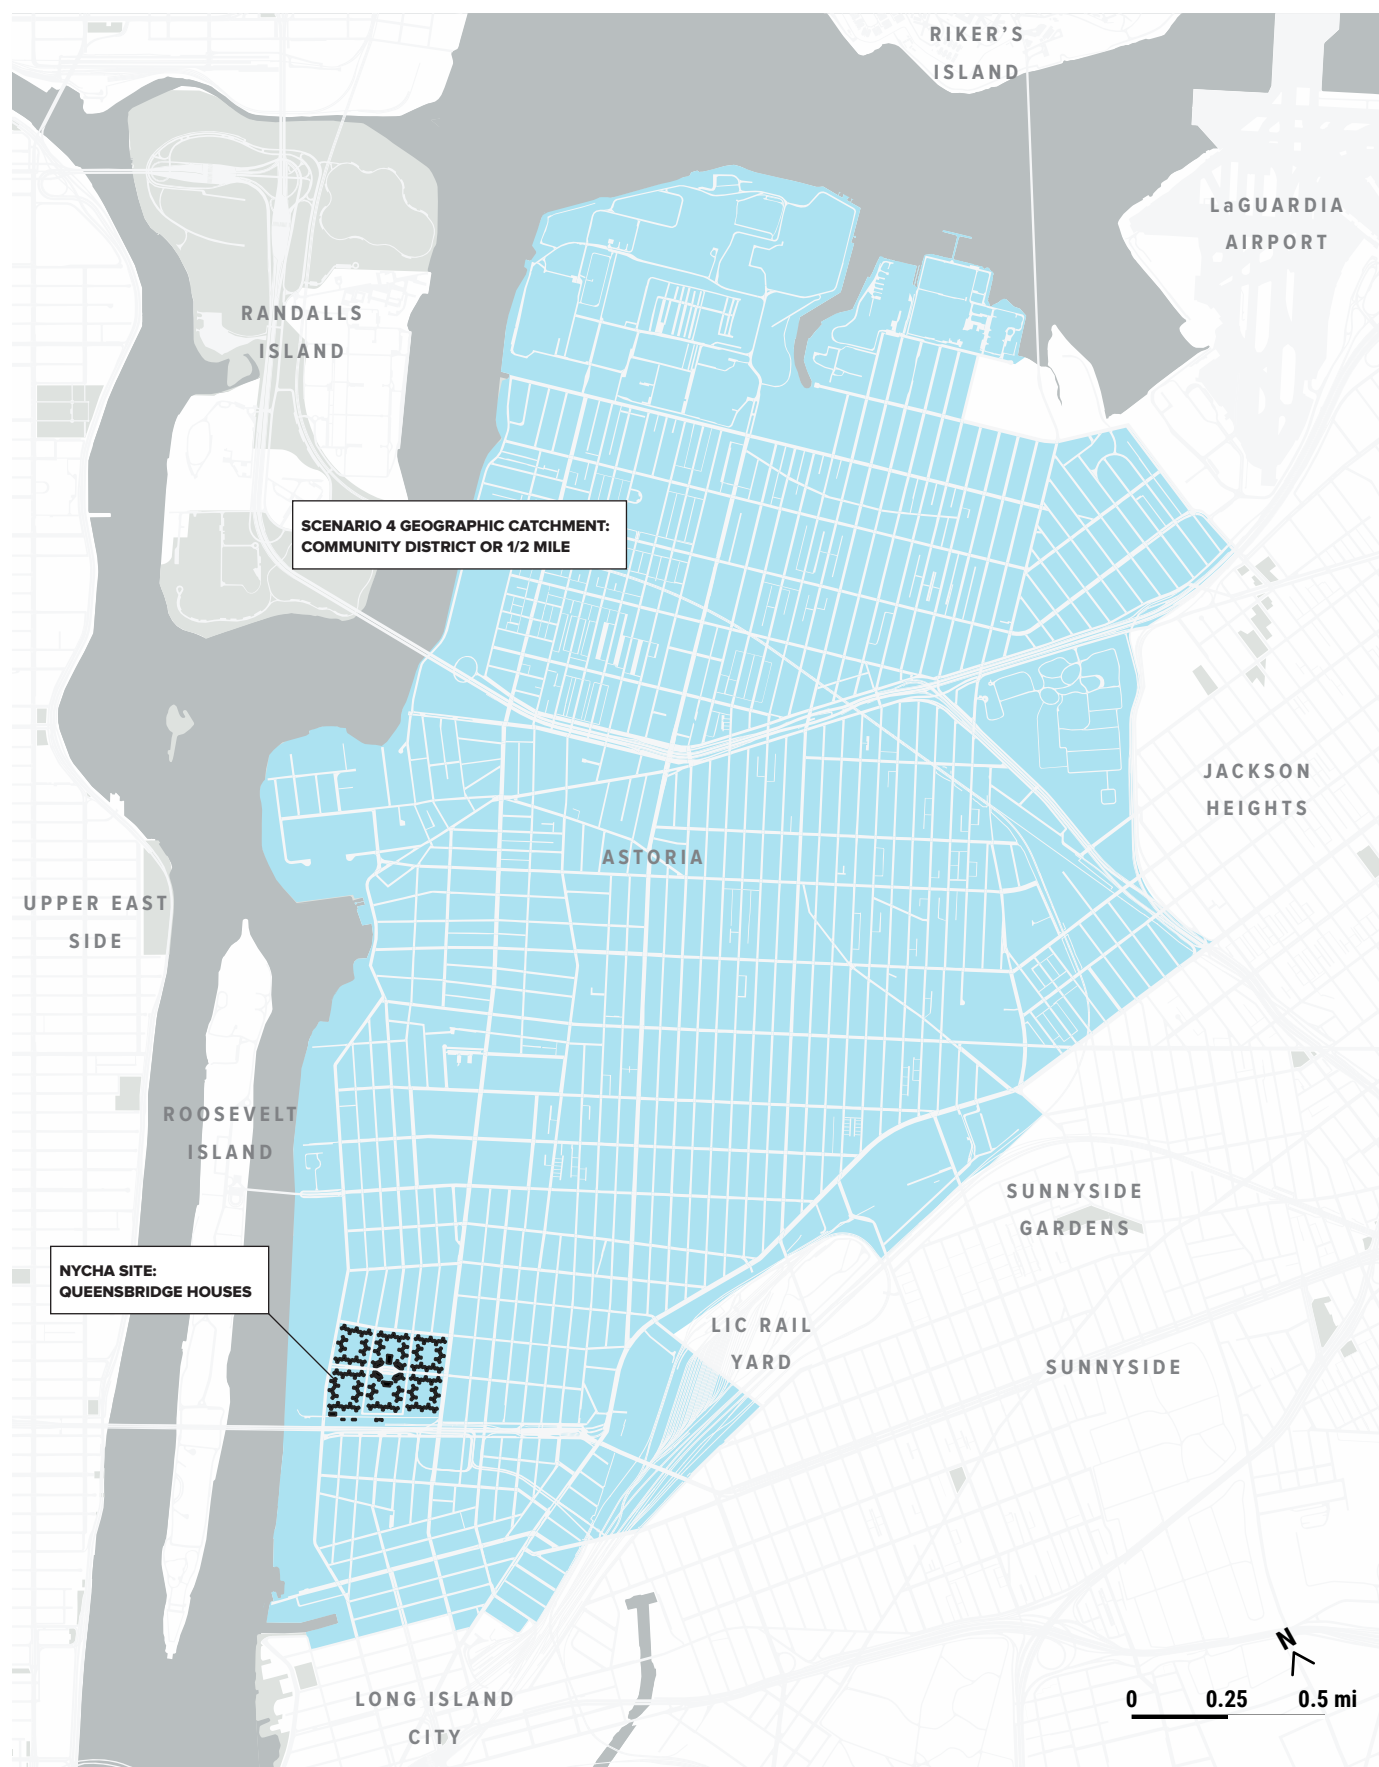 RIKER'S
ISLAND
LaGUARDIA
AIRPORT
RANDALLS
ISLAND
SCENARIO 4 GEOGRAPHIC CATCHMENT:
COMMUNITY DISTRICT OR 1/2 MILE
JACKSON
HEIGHTS
ASTORIA
UPPER EAST
SIDE
ROOSEVELT
ISLAND
SUNNYSIDE
GARDENS
NYCHA SITE:
QUEENSBRIDGE HOUSES
LIC RAIL
YARD
SUNNYSIDE
N
0 0.25 0.5 mi
LONG ISLAND
CITY